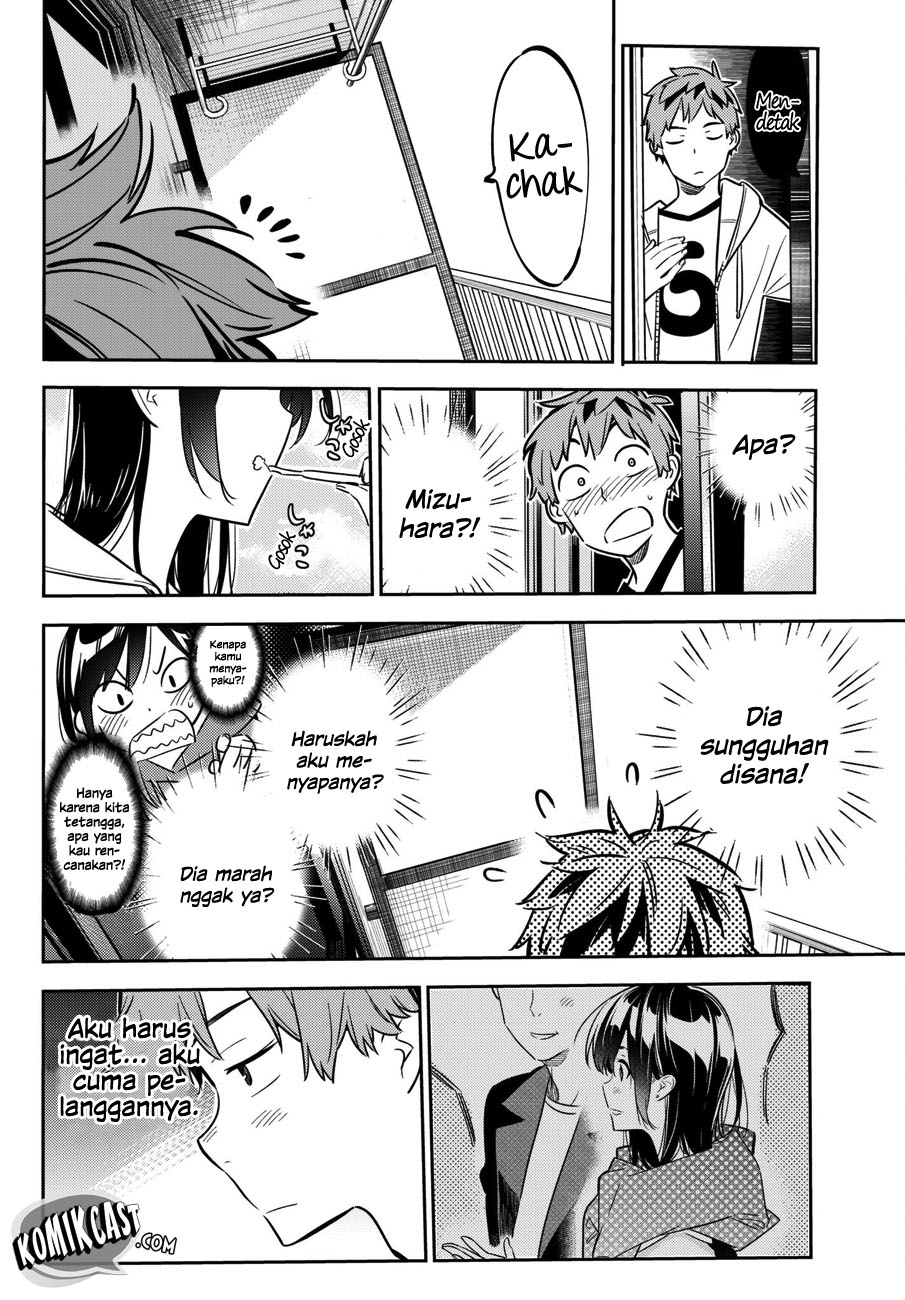 Men-
detak
Ka-
chak
Apa?
Mizu-
hara?!
Gosok
Gosok
Dia
sungguhan
disana!
Haruskah
aku me-
nyapanya?
Dia marah
nggak ya?
Kenapa
kamu
menya-
paku?!
Hanya
karena kita
tetangga,
apa yang
kau ren-
canakan?!
Aku harus
ingat... aku
cuma pe-
langgannya.
KOMIKCAST
.COM